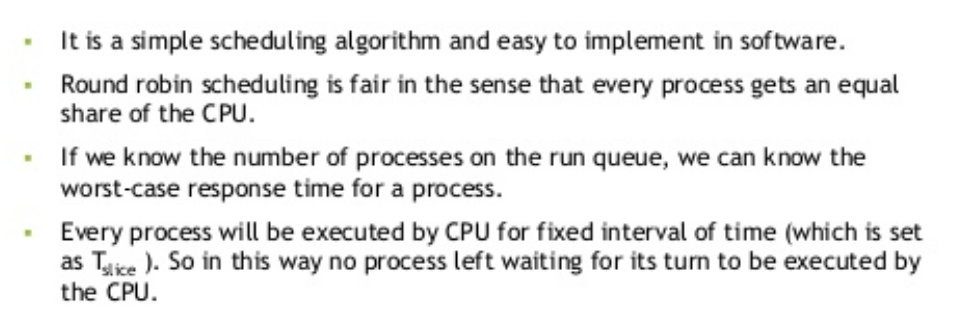 ▪ It is a simple scheduling algorithm and easy to implement in software.
▪ Round robin scheduling is fair in the sense that every process gets an equal
share of the CPU.
▪ If we know the number of processes on the run queue, we can know the
worst-case response time for a process.
▪ Every process will be executed by CPU for fixed interval of time (which is set
as Tslice ). So in this way no process left waiting for its turn to be executed by
the CPU.